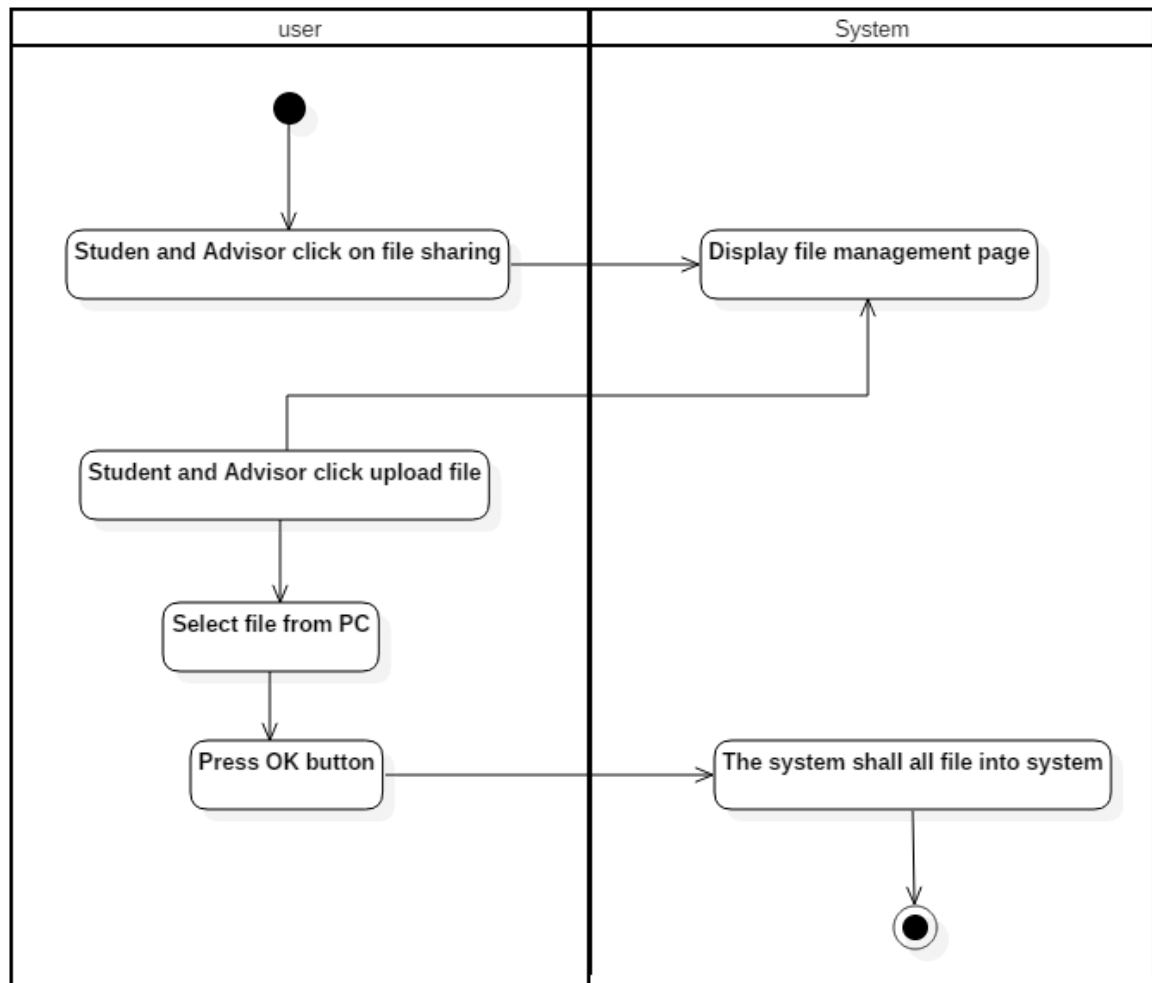 user
System
Studen and Advisor click on file sharing
Display file management page
Student and Advisor click upload file
Select file from PC
Press OK button
The system shall all file into system